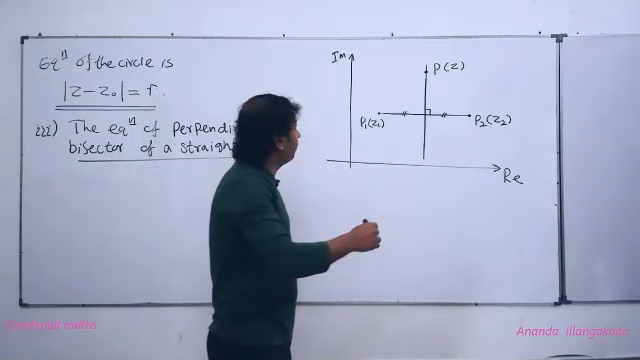 Eqⁿ of the circle is
|z - z₀| = r.
iii) The eqⁿ of perpendi
bisector of a straigh
Im
P(z)
P₁(z₁)
P₂(z₂)
Re
maths
Ananda illangakoon